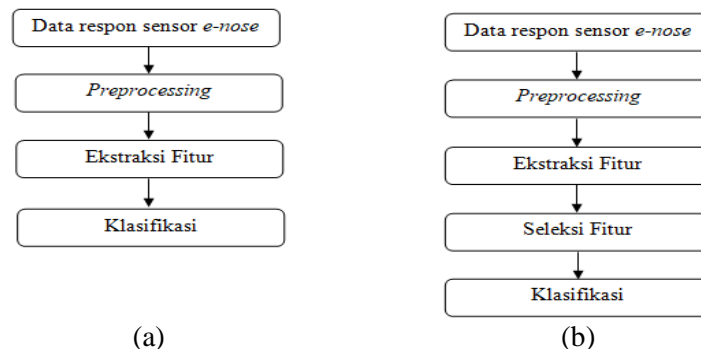 Data respon sensor e-nose
Preprocessing
Ekstraksi Fitur
Klasifikasi
(a)
Data respon sensor e-nose
Preprocessing
Ekstraksi Fitur
Seleksi Fitur
Klasifikasi
(b)